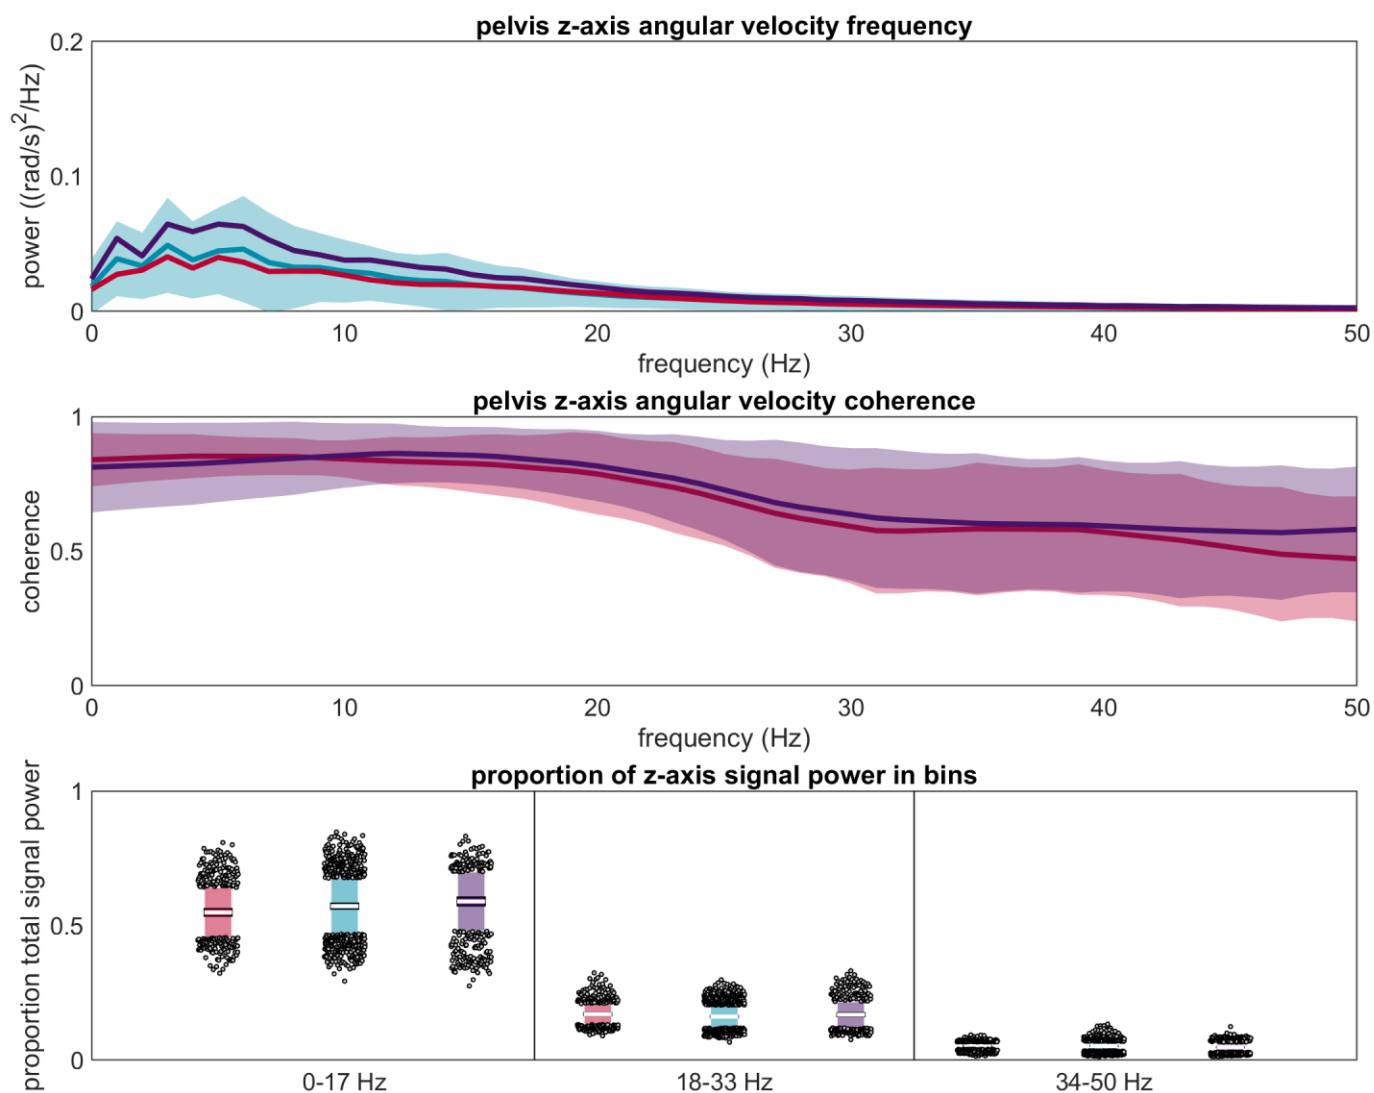 pelvis z-axis angular velocity frequency
power ((rad/s)²/Hz)
0.2
0.1
0
0 10 20 30 40 50
frequency (Hz)
pelvis z-axis angular velocity coherence
coherence
1
0.5
0
0 10 20 30 40 50
frequency (Hz)
proportion of z-axis signal power in bins
proportion total signal power
1
0.5
0
0-17 Hz 18-33 Hz 34-50 Hz